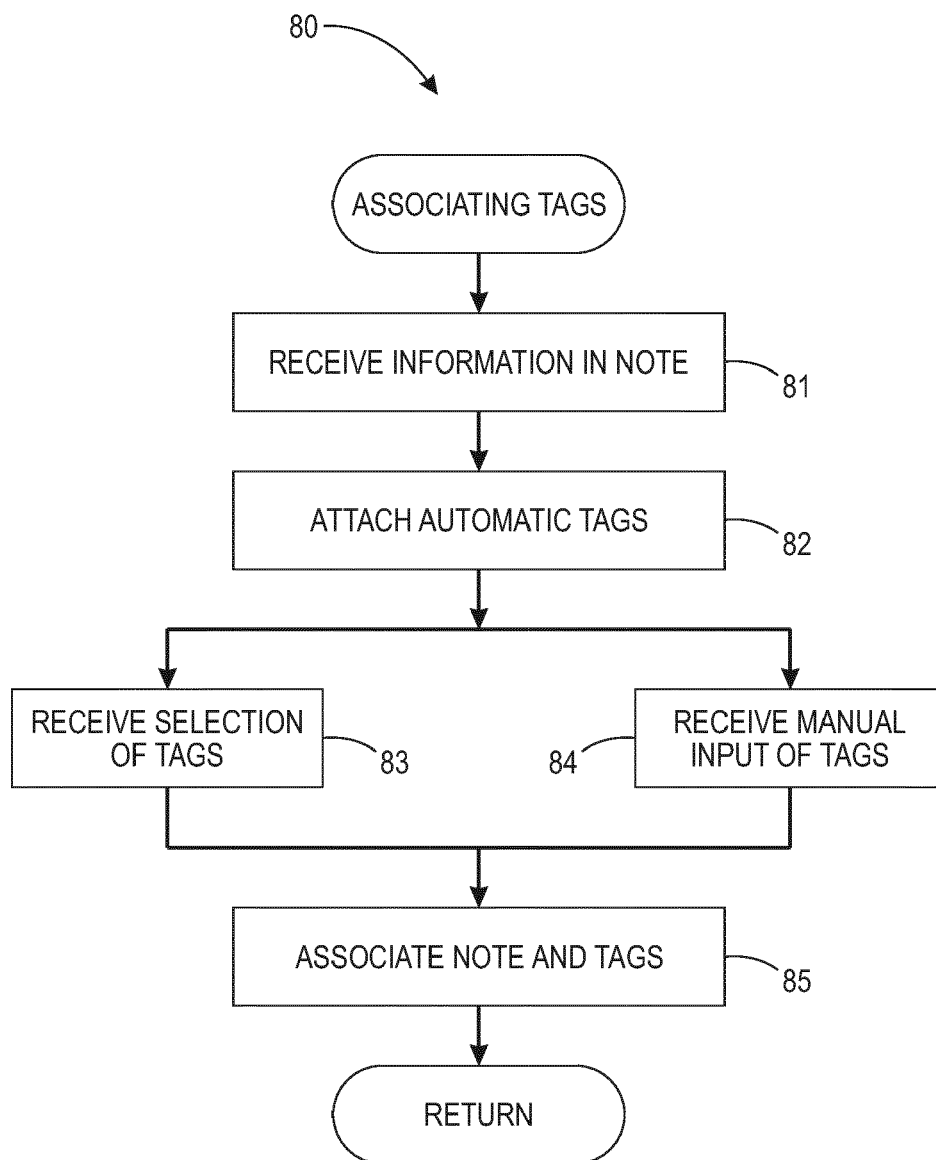 80
ASSOCIATING TAGS
RECEIVE INFORMATION IN NOTE
81
ATTACH AUTOMATIC TAGS
82
RECEIVE SELECTION
OF TAGS
83
84
RECEIVE MANUAL
INPUT OF TAGS
ASSOCIATE NOTE AND TAGS
85
RETURN